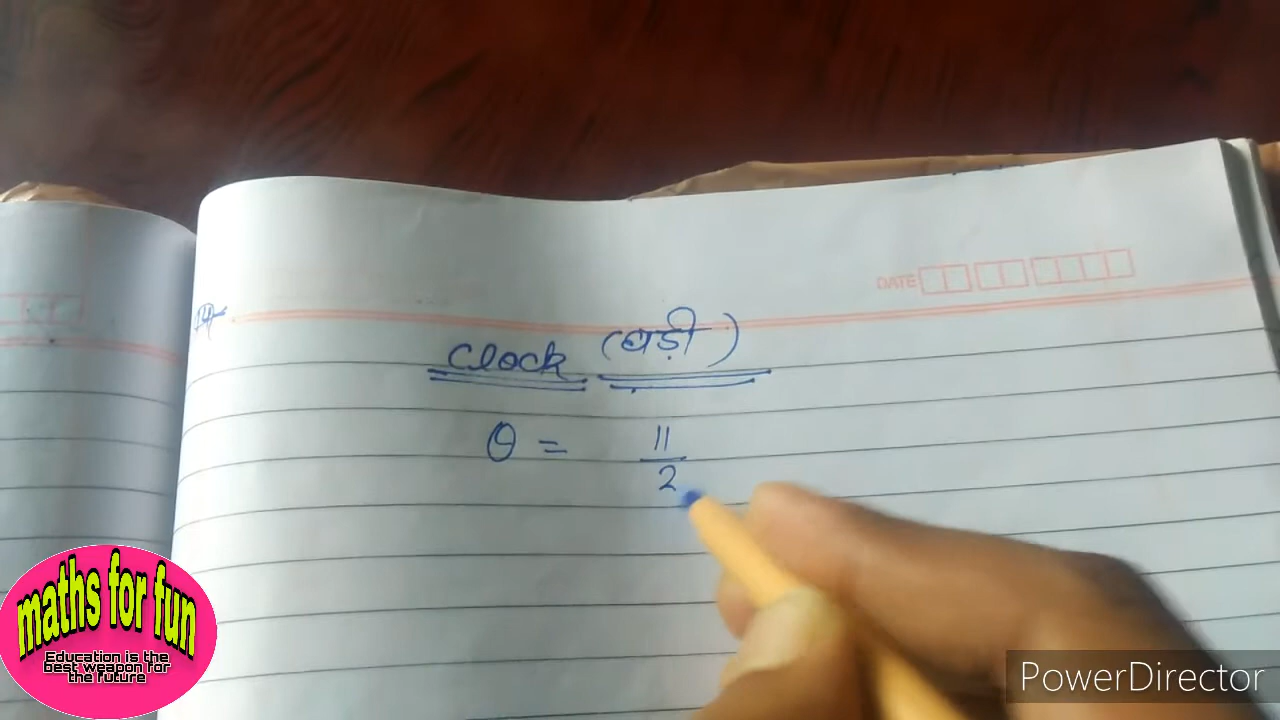 DATE
Clock (घड़ी)
θ = 11/2
maths for fun
Education is the
best weapon for
the future
PowerDirector